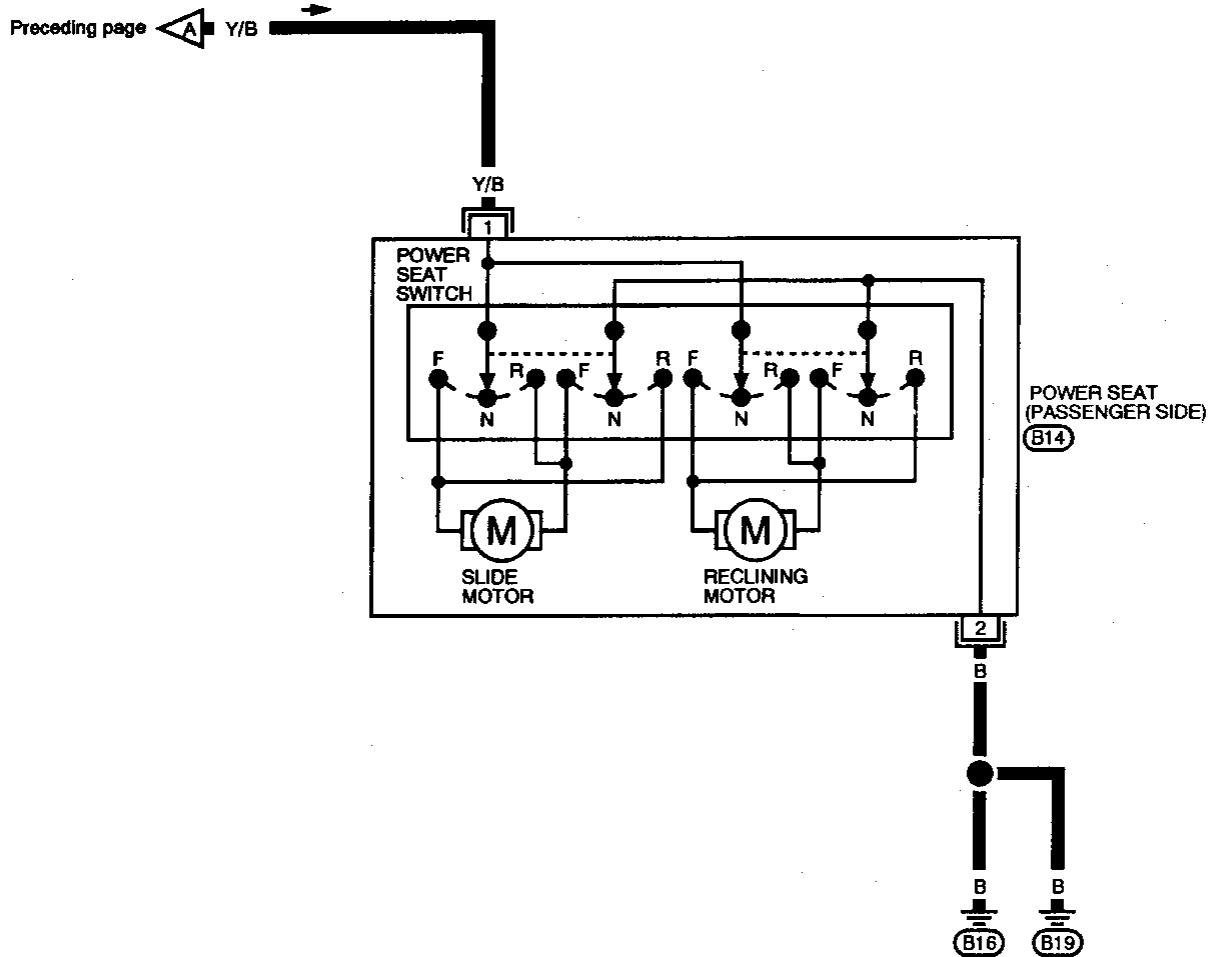 Preceding page A Y/B
Y/B
1
POWER
SEAT
SWITCH
F R F R F R F R
N N N N
POWER SEAT
(PASSENGER SIDE)
B14
M M
SLIDE
MOTOR
RECLINING
MOTOR
2
B
B B
B16 B19